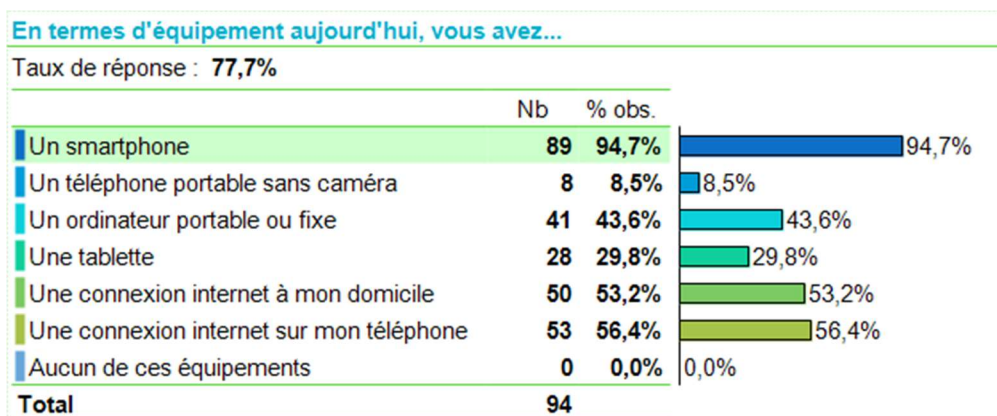 En termes d'équipement aujourd'hui, vous avez...
Taux de réponse : 77,7%
Nb % obs.
Un smartphone 89 94,7% 94,7%
Un téléphone portable sans caméra 8 8,5% 8,5%
Un ordinateur portable ou fixe 41 43,6% 43,6%
Une tablette 28 29,8% 29,8%
Une connexion internet à mon domicile 50 53,2% 53,2%
Une connexion internet sur mon téléphone 53 56,4% 56,4%
Aucun de ces équipements 0 0,0% 0,0%
Total 94